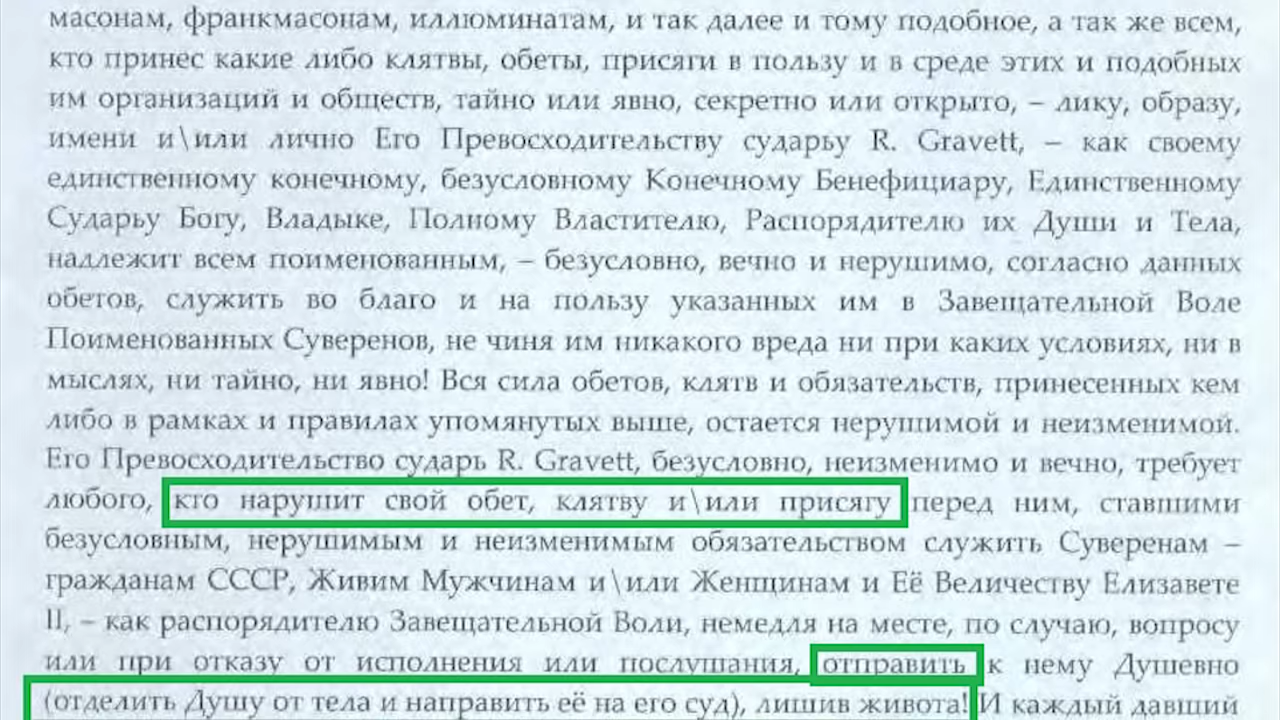 масонам, франкмасонам, иллюминатам, и так далее и тому подобное, а так же всем,
кто принес какие либо клятвы, обеты, присяги в пользу и в среде этих и подобных
им организаций и обществ, тайно или явно, секретно или открыто, – лику, образу,
имени и\или лично Его Превосходительству сударьу R. Gravett, – как своему
единственному конечному, безусловному Конечному Бенефициару, Единственному
Сударьу Богу, Владыке, Полному Властителю, Распорядителю их Души и Тела,
надлежит всем поименованным, – безусловно, вечно и нерушимо, согласно данных
обетов, служить во благо и на пользу указанных им в Завещательной Воле
Поименованных Суверенов, не чиня им никакого вреда ни при каких условиях, ни в
мыслях, ни тайно, ни явно! Вся сила обетов, клятв и обязательств, принесенных кем
либо в рамках и правилах упомянутых выше, остается нерушимой и неизменимой.
Его Превосходительство сударь R. Gravett, безусловно, неизменимо и вечно, требует
любого, кто нарушит свой обет, клятву и\или присягу перед ним, ставшими
безусловным, нерушимым и неизменимым обязательством служить Суверенам –
гражданам СССР, Живим Мужчинам и\или Женщинам и Её Величеству Елизавете
II, – как распорядителю Завещательной Воли, немедля на месте, по случаю, вопросу
или при отказу от исполнения или послушания, отправить к нему Душевно
(отделить Душу от тела и направить её на его суд), лишив живота! И каждый давший